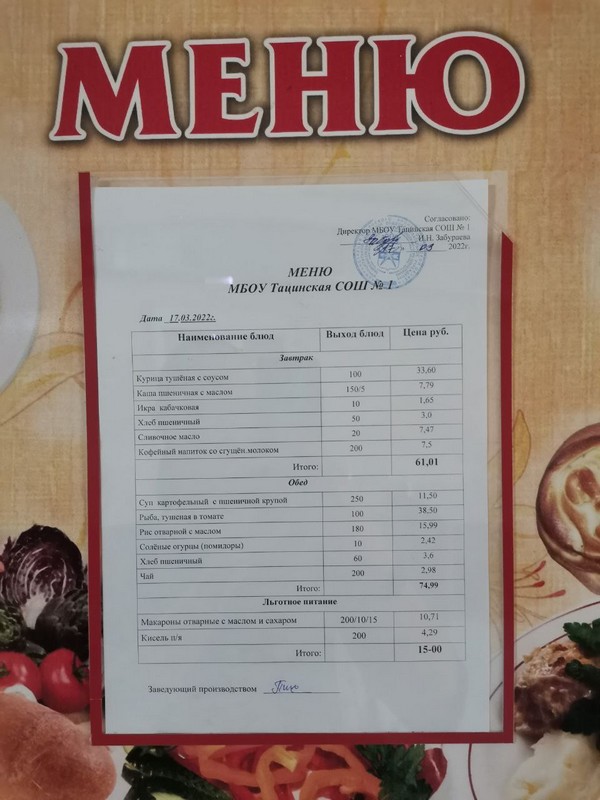 МЕНЮ
Согласовано:
Директор МБОУ Тацинская СОШ № 1
И.Н. Забураева
03 2022г.
МЕНЮ
МБОУ Тацинская СОШ № 1
Дата 17.03.2022г.
Наименование блюд Выход блюд Цена руб.
Завтрак
Курица тушёная с соусом 100 33,60
Каша пшеничная с маслом 150/5 7,79
Икра кабачковая 10 1,65
Хлеб пшеничный 50 3,0
Сливочное масло 20 7,47
Кофейный напиток со сгущён.молоком 200 7,5
Итого: 61,01
Обед
Суп картофельный с пшеничной крупой 250 11,50
Рыба, тушеная в томате 100 38,50
Рис отварной с маслом 180 15,99
Солёные огурцы (помидоры) 10 2,42
Хлеб пшеничный 60 3,6
Чай 200 2,98
Итого: 74,99
Льготное питание
Макароны отварные с маслом и сахаром 200/10/15 10,71
Кисель п/я 200 4,29
Итого: 15-00
Заведующий производством